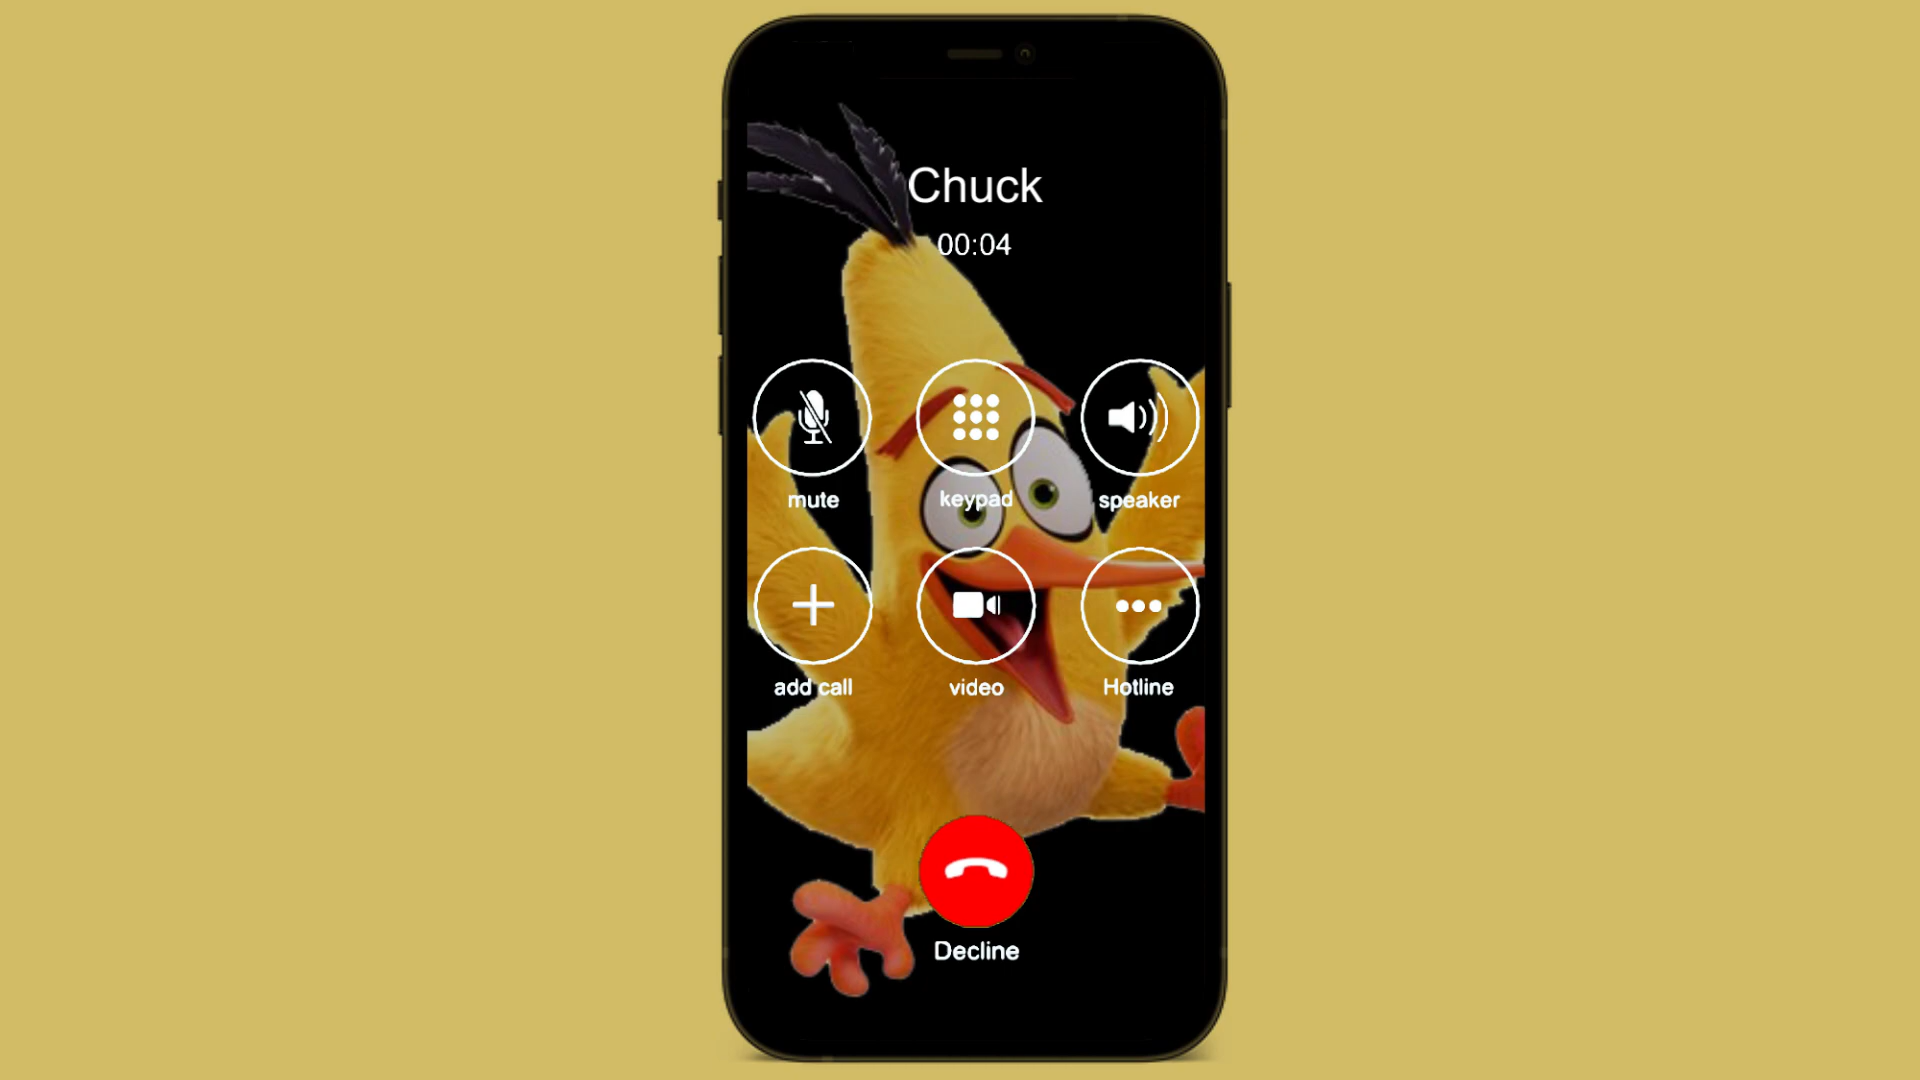 Chuck
00:04
mute keypad speaker
add call video Hotline
Decline